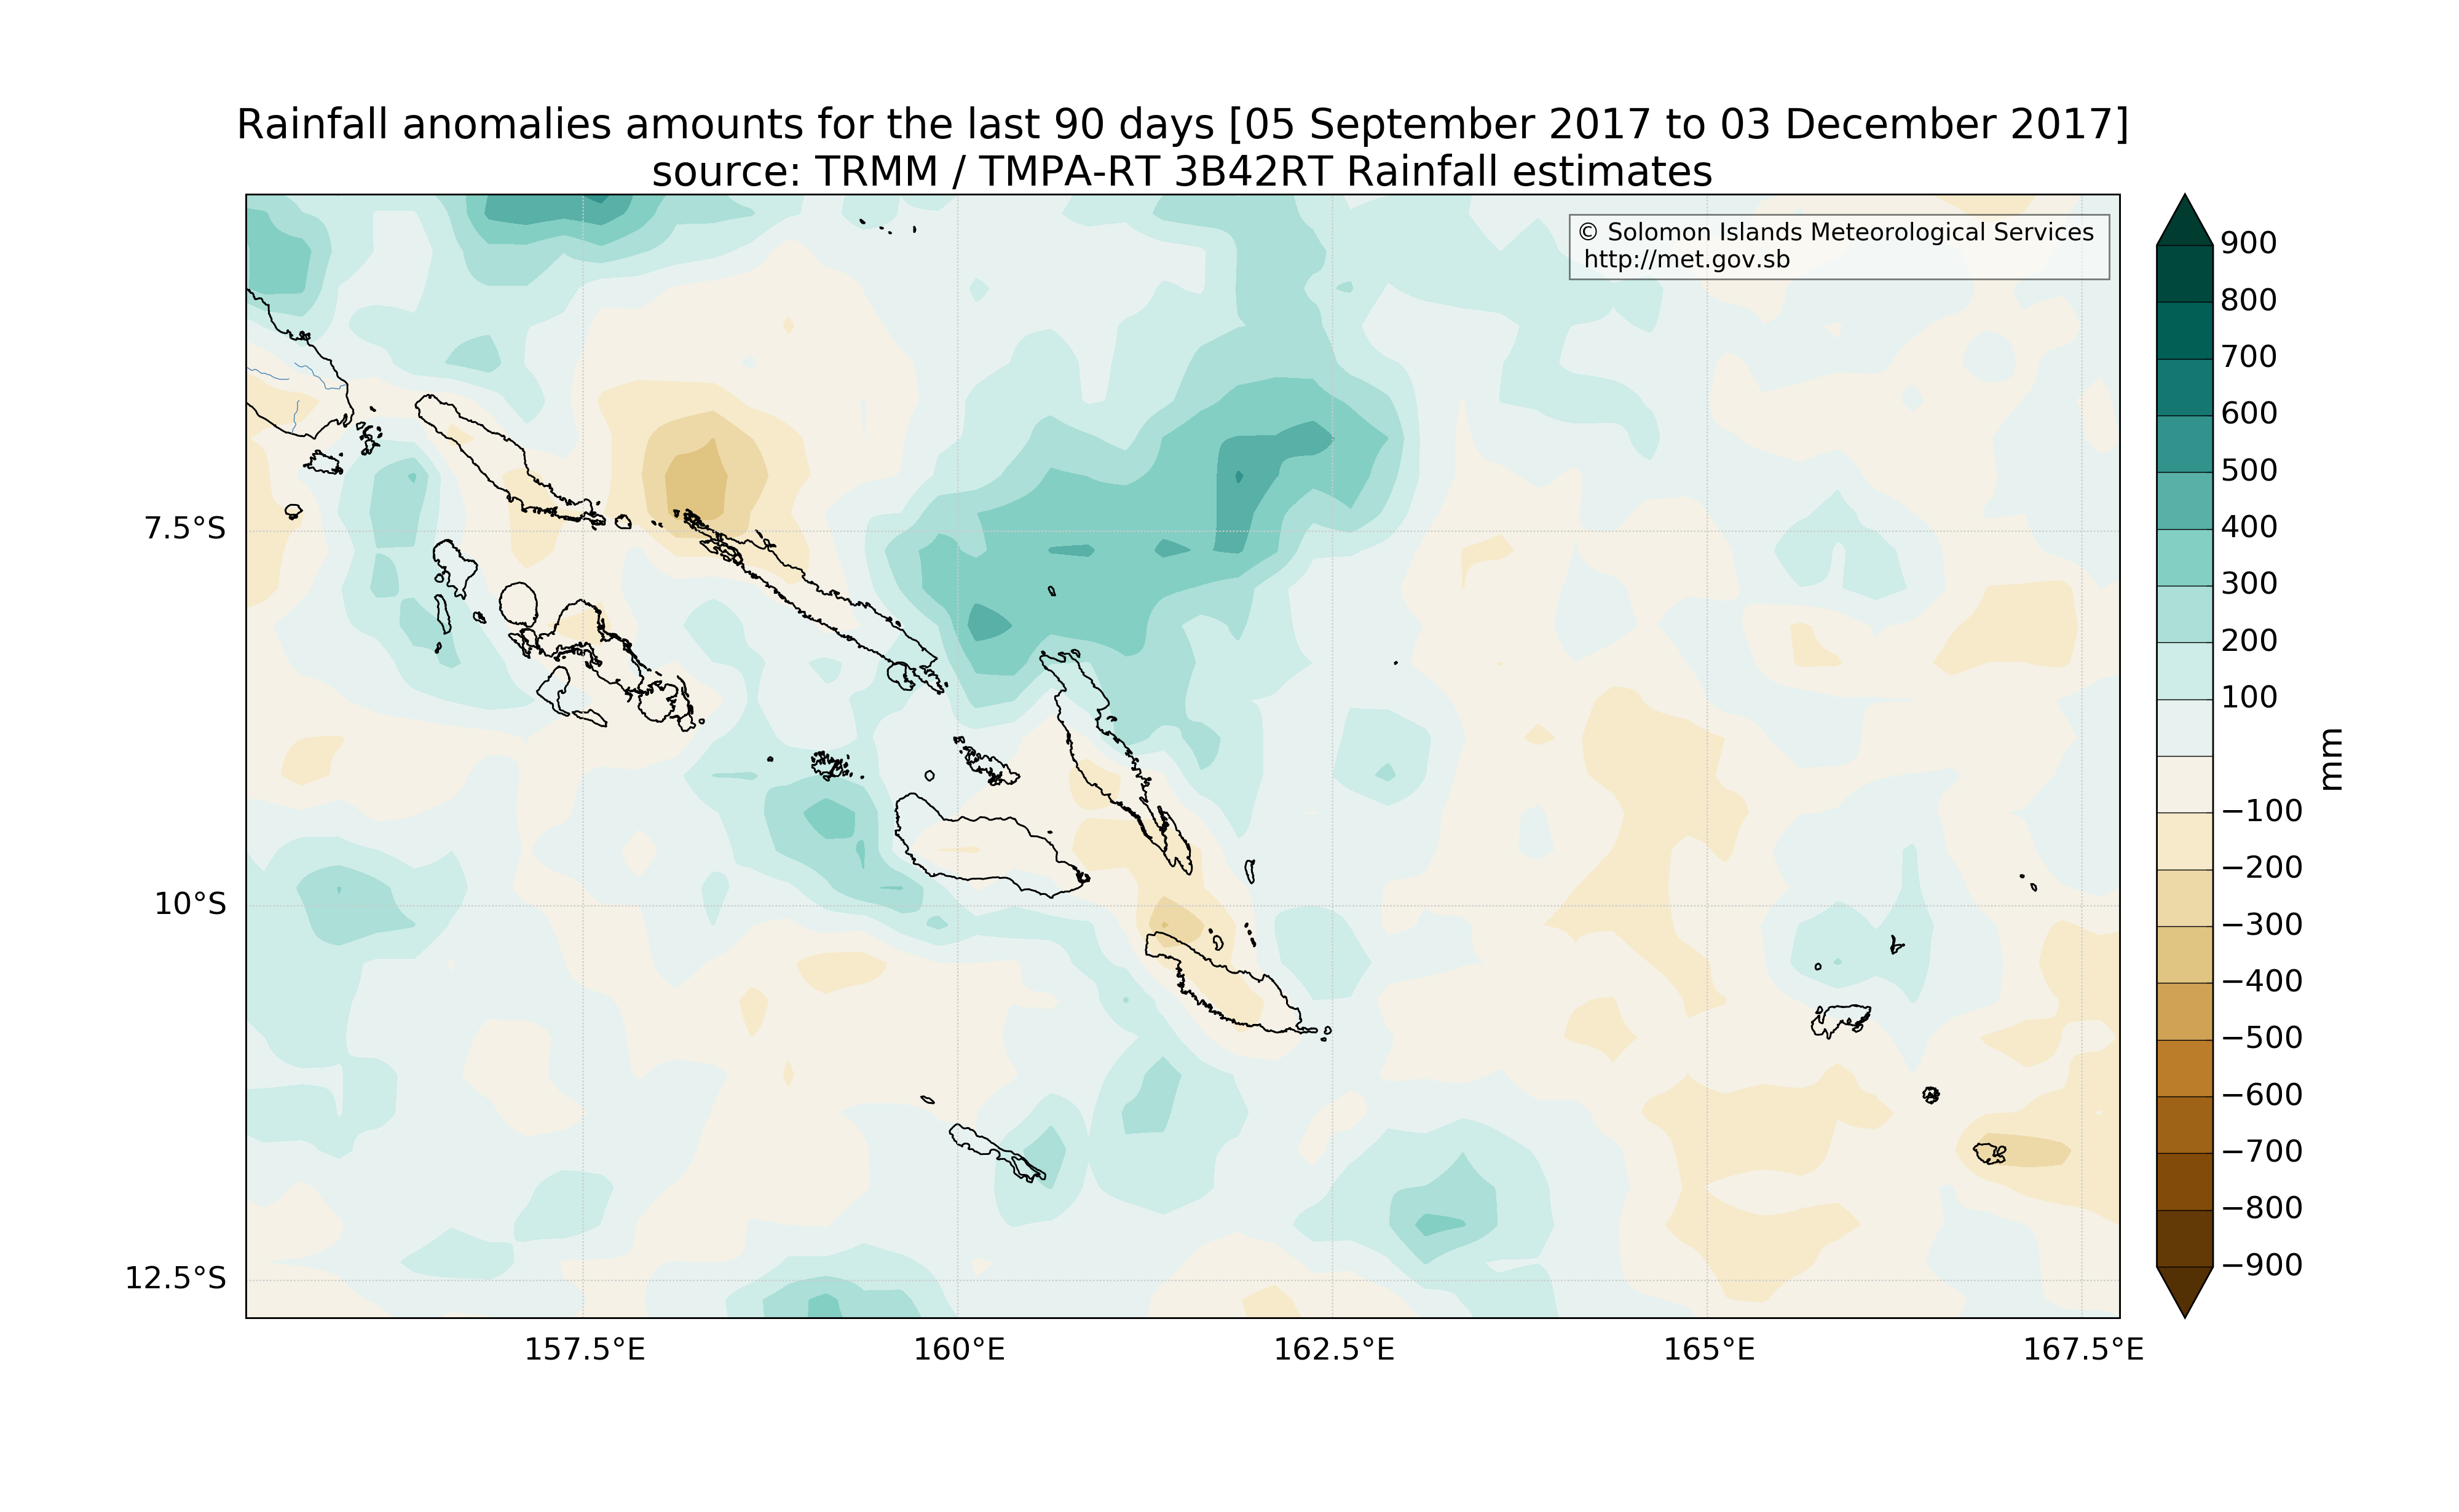 Rainfall anomalies amounts for the last 90 days [05 September 2017 to 03 December 2017]
source: TRMM / TMPA-RT 3B42RT Rainfall estimates
© Solomon Islands Meteorological Services
http://met.gov.sb
7.5°S
10°S
12.5°S
157.5°E
160°E
162.5°E
165°E
167.5°E
900
800
700
600
500
400
300
200
100
−100
−200
−300
−400
−500
−600
−700
−800
−900
mm